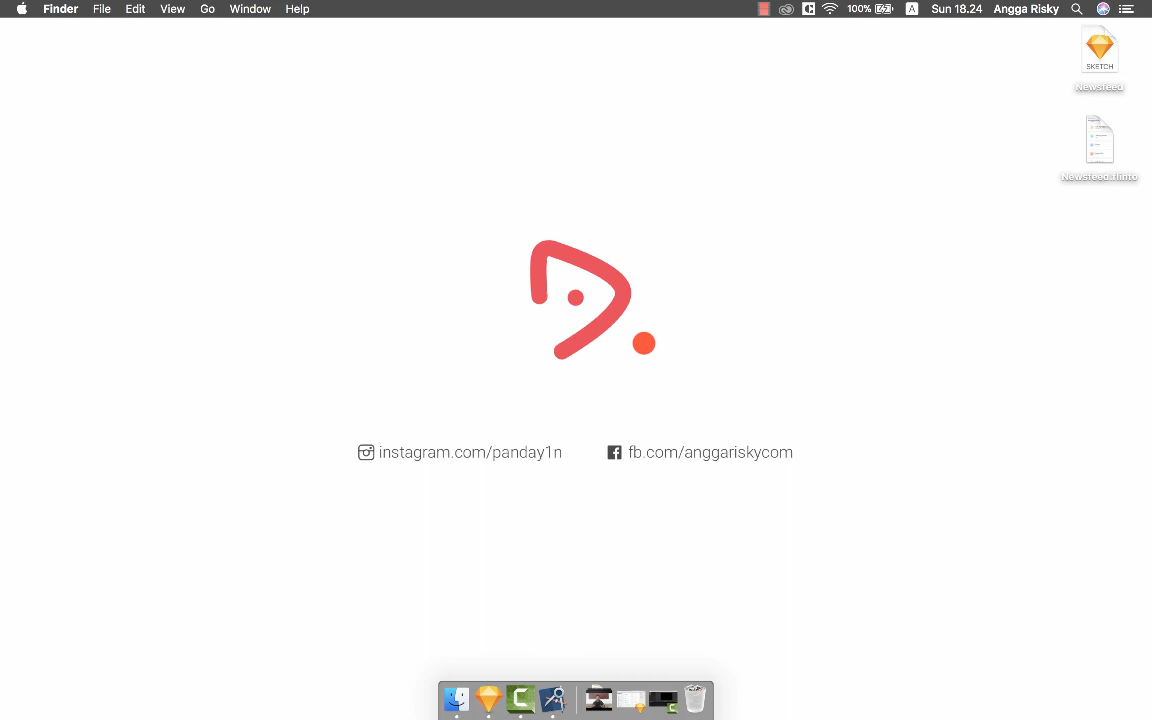 Finder File Edit View Go Window Help 100% A Sun 18.24 Angga Risky
SKETCH
Newsfeed
Newsfeed.flinto
instagram.com/panday1n fb.com/anggariskycom